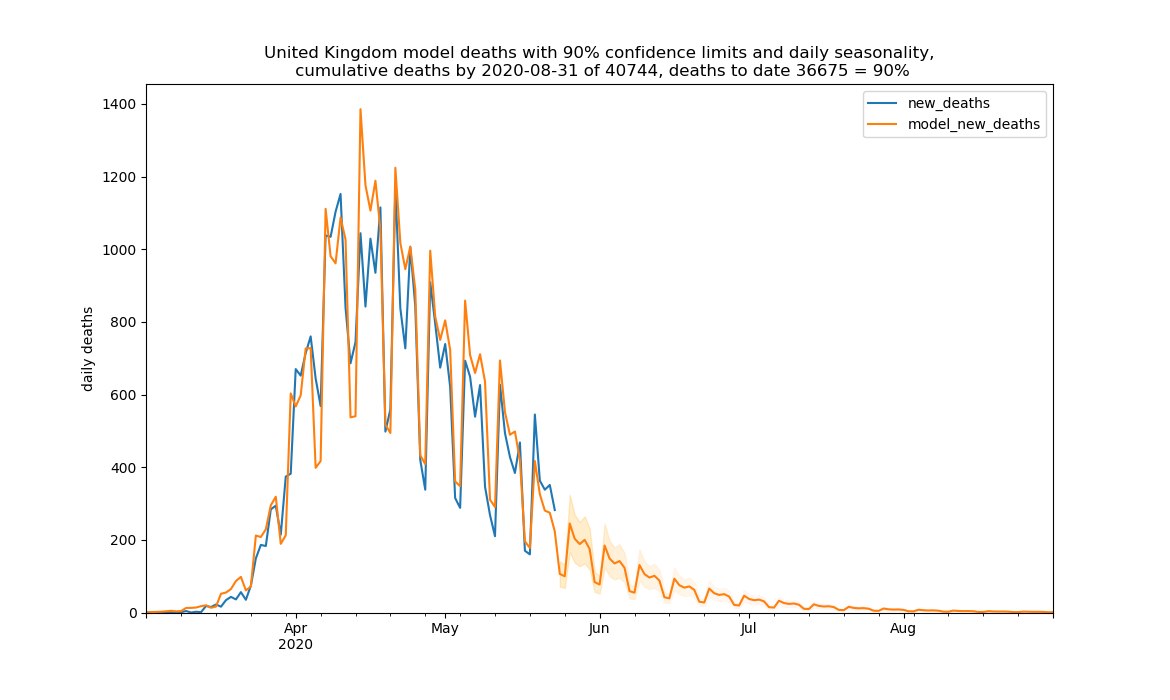 United Kingdom model deaths with 90% confidence limits and daily seasonality,
cumulative deaths by 2020-08-31 of 40744, deaths to date 36675 = 90%
new_deaths
model_new_deaths
1400
1200
1000
800
600
400
200
0
daily deaths
Apr
2020
May
Jun
Jul
Aug